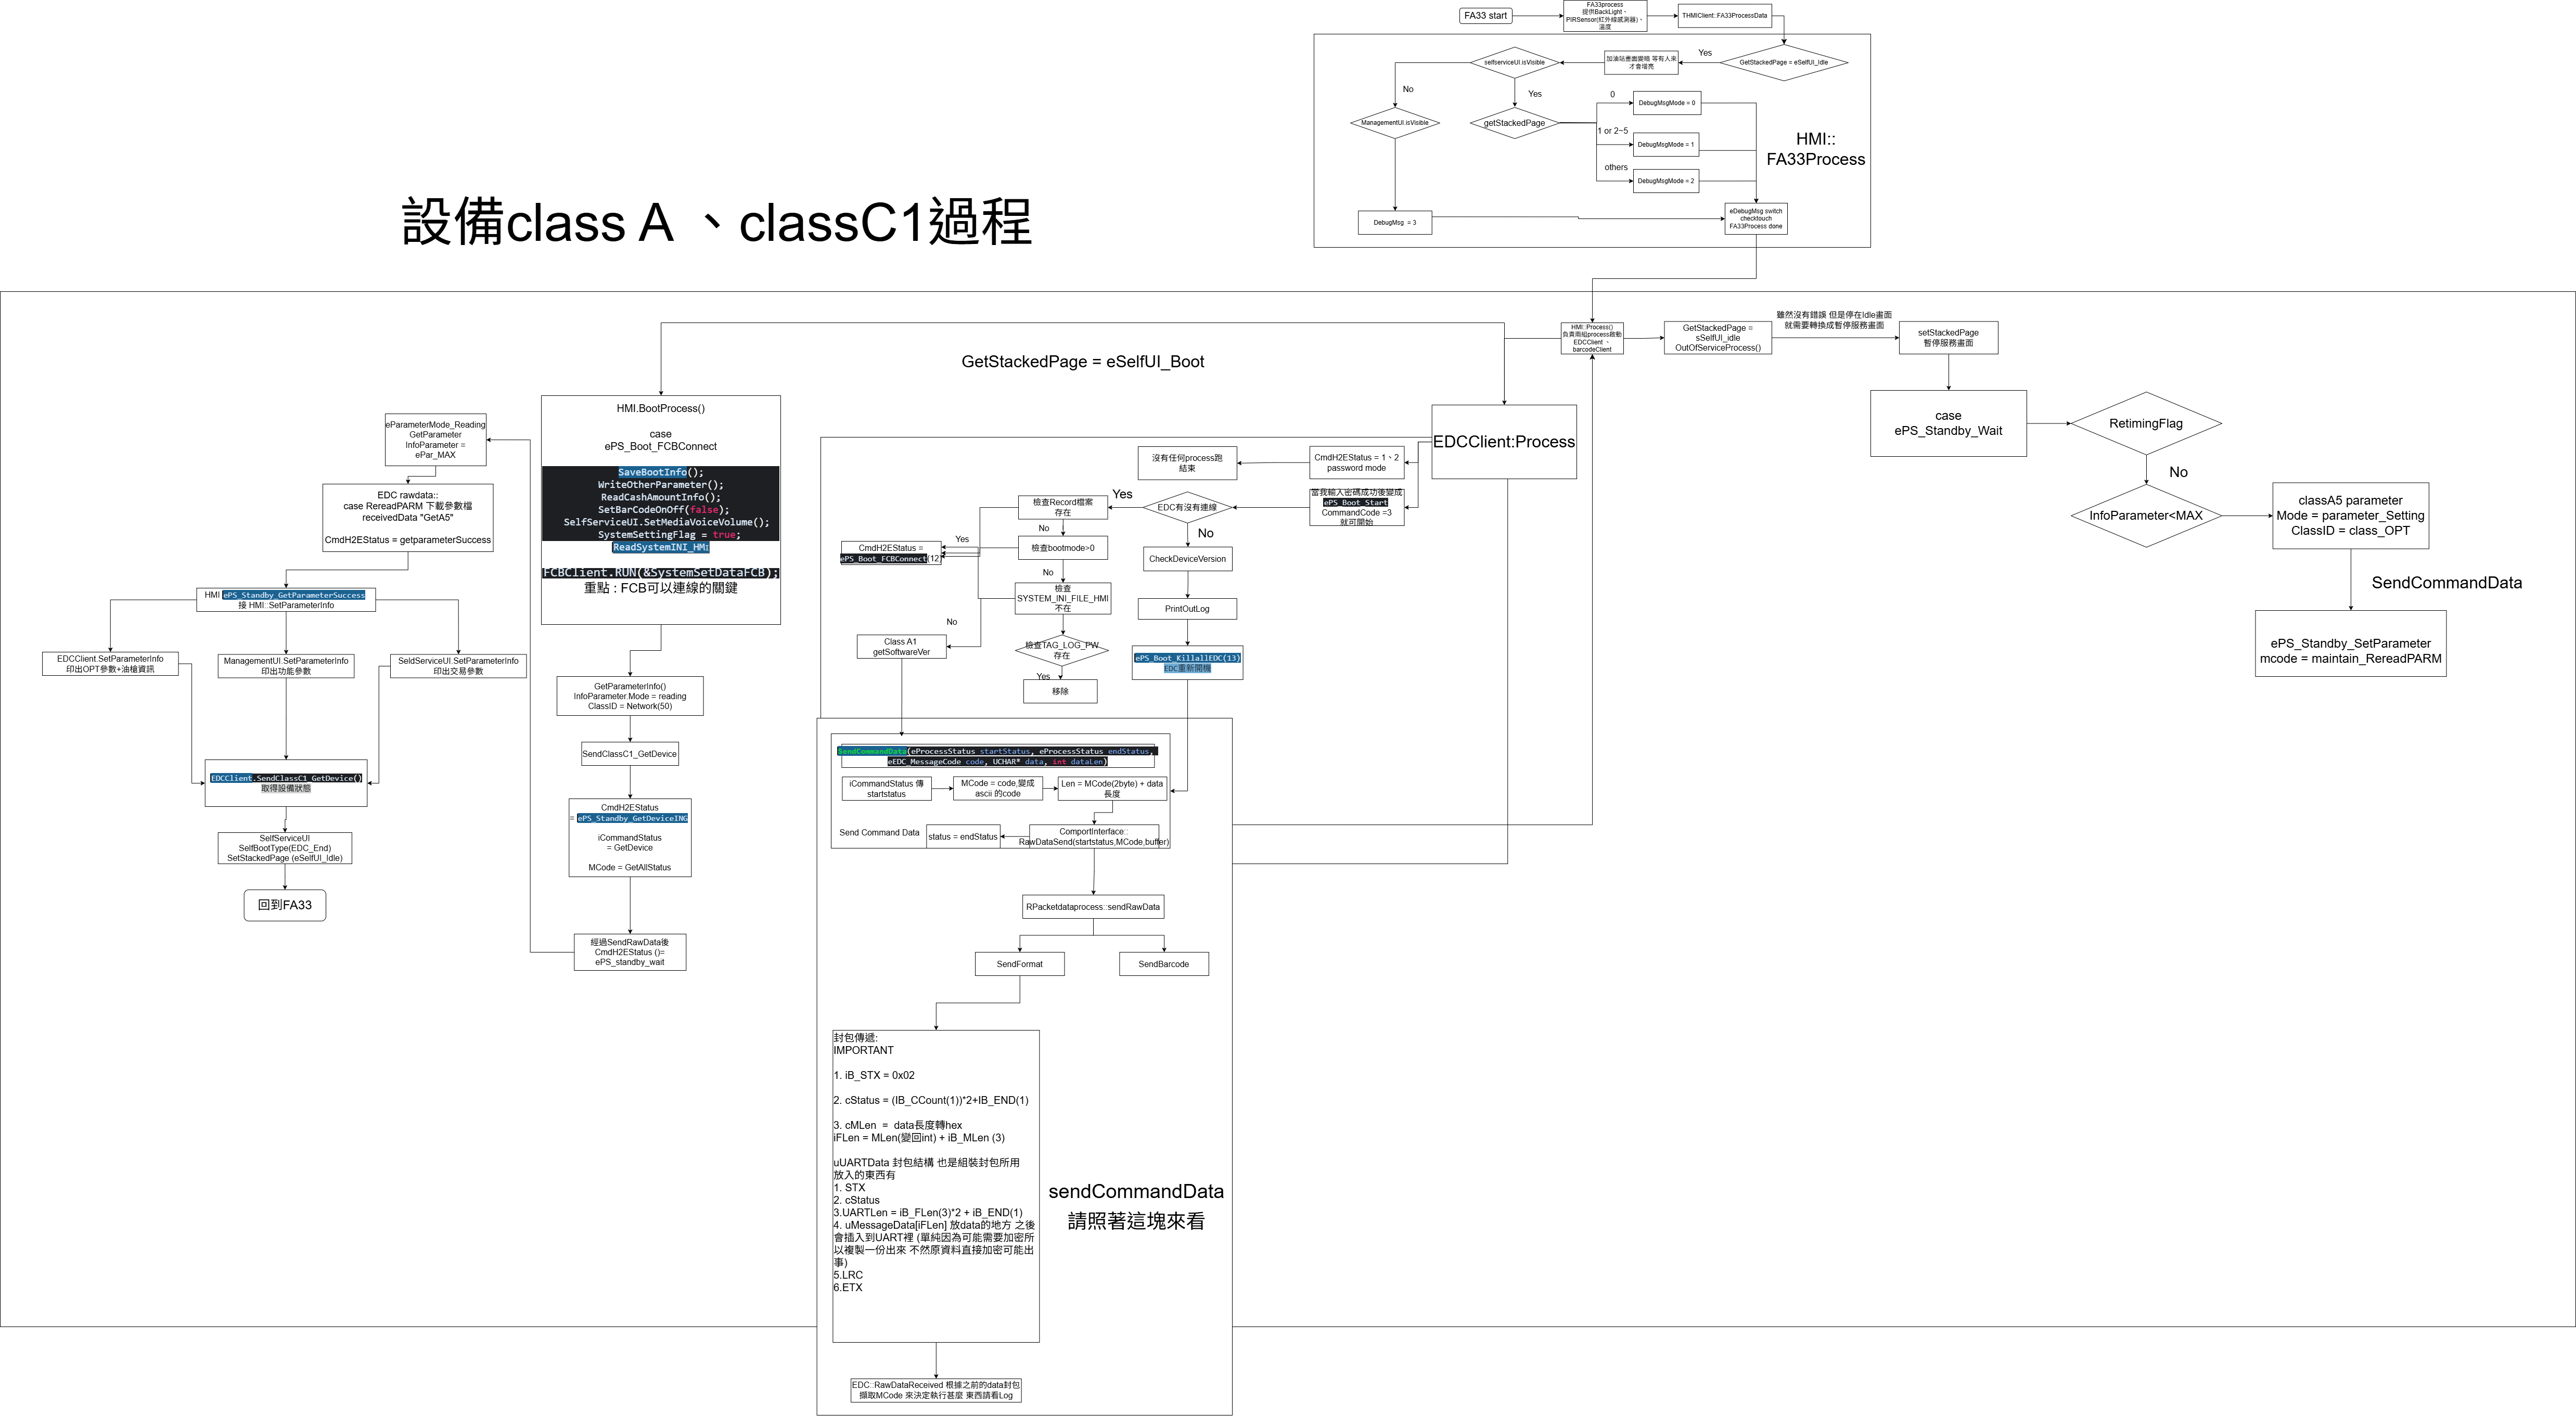 FA33 start
FA33process
提供BackLight、
PIRSensor(紅外線感測器)、
溫度
THMIClient:: FA33ProcessData
GetStackedPage = eSelfUI_Idle
Yes
加油站畫面變暗 等有人來
才會增亮
selfserviceUI.isVisible
No
Yes
ManagementUI.isVisible
getStackedPage
0
DebugMsgMode = 0
1 or 2~5
DebugMsgMode = 1
others
DebugMsgMode = 2
HMI::
FA33Process
DebugMsg  = 3
eDebugMsg switch
checktouch
FA33Process done
設備class A 、classC1過程
HMI::Process()
負責兩組process啟動
EDCClient 、
barcodeClient
GetStackedPage =
sSelfUI_idle
OutOfServiceProcess()
雖然沒有錯誤 但是停在Idle畫面
就需要轉換成暫停服務畫面
setStackedPage
暫停服務畫面
case
ePS_Standby_Wait
RetimingFlag
No
InfoParameter<MAX
classA5 parameter
Mode = parameter_Setting
ClassID = class_OPT
SendCommandData
ePS_Standby_SetParameter
mcode = maintain_RereadPARM
GetStackedPage = eSelfUI_Boot
HMI.BootProcess()
case
ePS_Boot_FCBConnect
SaveBootInfo();
WriteOtherParameter();
ReadCashAmountInfo();
SetBarCodeOnOff(false);
SelfServiceUI.SetMediaVoiceVolume();
SystemSettingFlag = true;
ReadSystemINI_HMI
FCBClient.RUN(&SystemSetDataFCB);
重點 : FCB可以連線的關鍵
GetParameterInfo()
InfoParameter.Mode = reading
ClassID = Network(50)
SendClassC1_GetDevice
CmdH2EStatus
= ePS_Standby_GetDeviceING
iCommandStatus
= GetDevice
MCode = GetAllStatus
經過SendRawData後
CmdH2EStatus ()=
ePS_standby_wait
eParameterMode_Reading
GetParameter
InfoParameter =
ePar_MAX
EDC rawdata::
case RereadPARM 下載參數檔
receivedData "GetA5"
CmdH2EStatus = getparameterSuccess
HMI ePS_Standby_GetParameterSuccess
接 HMI::SetParameterInfo
EDCClient.SetParameterInfo
印出OPT參數+油槍資訊
ManagementUI.SetParameterInfo
印出功能參數
SeldServiceUI.SetParameterInfo
印出交易參數
EDCClient.SendClassC1_GetDevice()
取得設備狀態
SelfServiceUI
SelfBootType(EDC_End)
SetStackedPage (eSelfUI_Idle)
回到FA33
EDCClient:Process
CmdH2EStatus = 1、2
password mode
沒有任何process跑
結束
當我輸入密碼成功後變成
ePS_Boot_Start
CommandCode =3
就可開始
EDC有沒有連線
Yes
No
檢查Record檔案
存在
No
檢查bootmode>0
Yes
CmdH2EStatus =
ePS_Boot_FCBConnect(12)
No
檢查
SYSTEM_INI_FILE_HMI
不在
No
Class A1
getSoftwareVer
檢查TAG_LOG_PW
存在
Yes
移除
CheckDeviceVersion
PrintOutLog
ePS_Boot_KillallEDC(13)
EDC重新開機
SendCommandData(eProcessStatus startStatus, eProcessStatus endStatus,
eEDC_MessageCode code, UCHAR* data, int dataLen)
iCommandStatus 傳
startstatus
MCode = code,變成
ascii 的code
Len = MCode(2byte) + data
長度
Send Command Data
status = endStatus
ComportInterface::
RawDataSend(startstatus,MCode,buffer)
RPacketdataprocess::sendRawData
SendFormat
SendBarcode
封包傳遞:
IMPORTANT
1. iB_STX = 0x02
2. cStatus = (IB_CCount(1))*2+IB_END(1)
3. cMLen  =  data長度轉hex
iFLen = MLen(變回int) + iB_MLen (3)
uUARTData 封包結構 也是組裝封包所用
放入的東西有
1. STX
2. cStatus
3.UARTLen = iB_FLen(3)*2 + iB_END(1)
4. uMessageData[iFLen] 放data的地方 之後
會插入到UART裡 (單純因為可能需要加密所
以複製一份出來 不然原資料直接加密可能出
事)
5.LRC
6.ETX
sendCommandData
請照著這塊來看
EDC::RawDataReceived 根據之前的data封包
擷取MCode 來決定執行甚麼 東西請看Log